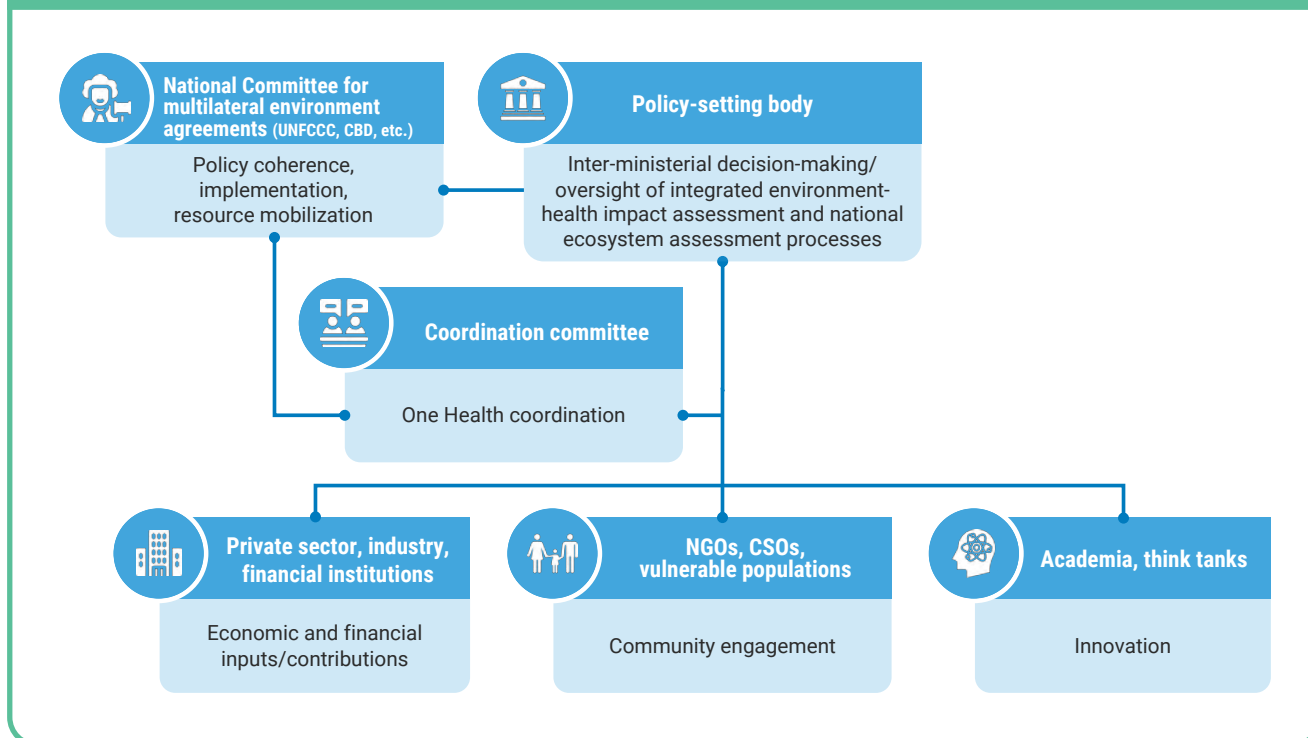 National Committee for
multilateral environment
agreements (UNFCCC, CBD, etc.)
Policy coherence,
implementation,
resource mobilization
Policy-setting body
Inter-ministerial decision-making/
oversight of integrated environment-
health impact assessment and national
ecosystem assessment processes
Coordination committee
One Health coordination
Private sector, industry,
financial institutions
Economic and financial
inputs/contributions
NGOs, CSOs,
vulnerable populations
Community engagement
Academia, think tanks
Innovation